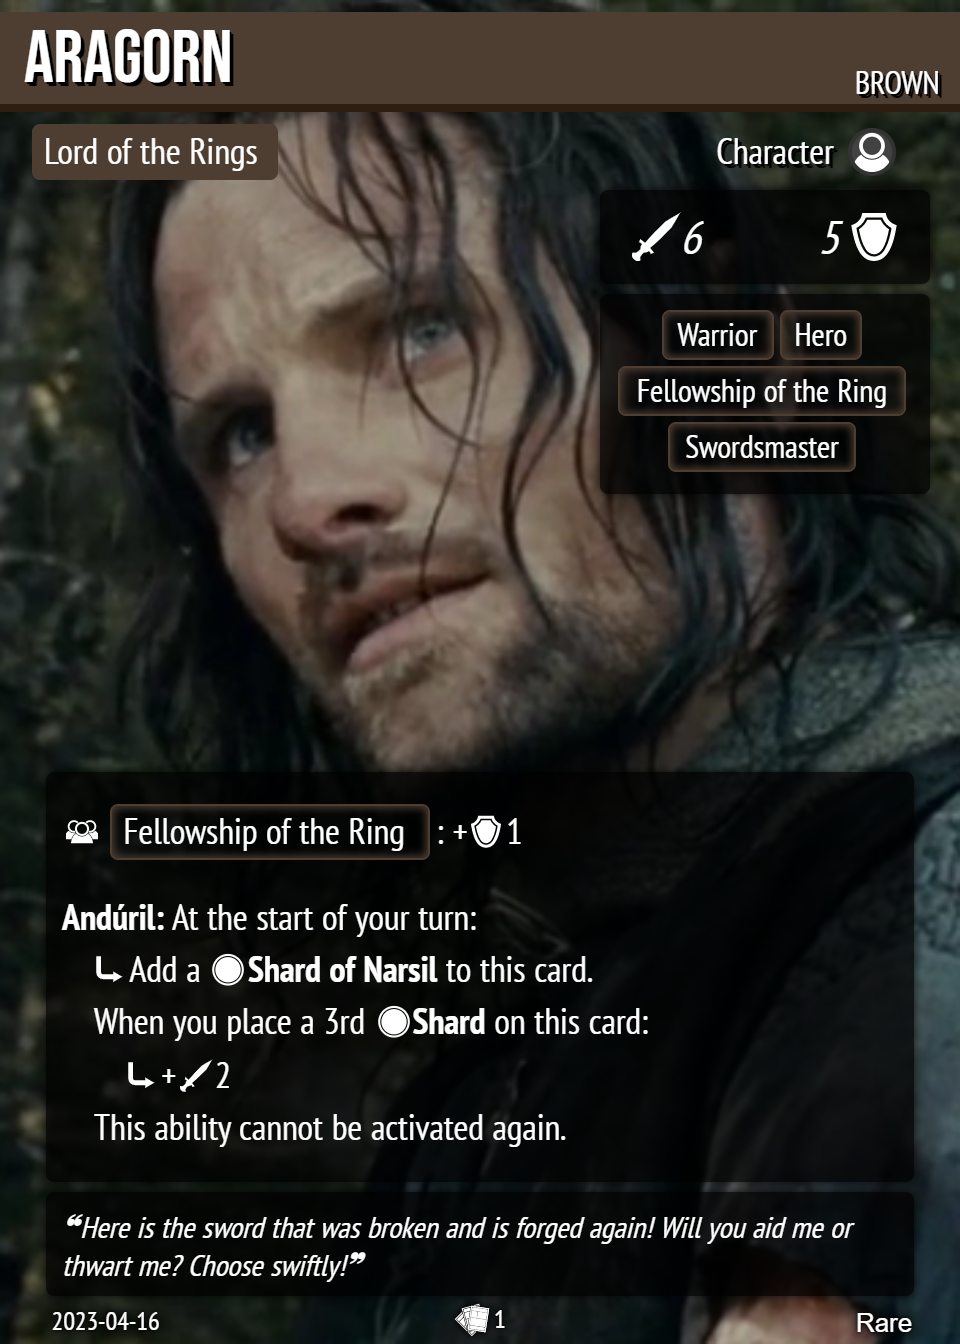 ARAGORN
BROWN
Lord of the Rings
Character
6 5
Warrior Hero
Fellowship of the Ring
Swordsmaster
Fellowship of the Ring : + 1
Andúril: At the start of your turn:
Add a Shard of Narsil to this card.
When you place a 3rd Shard on this card:
+ 2
This ability cannot be activated again.
❝Here is the sword that was broken and is forged again! Will you aid me or
thwart me? Choose swiftly!❞
2023-04-16 1 Rare